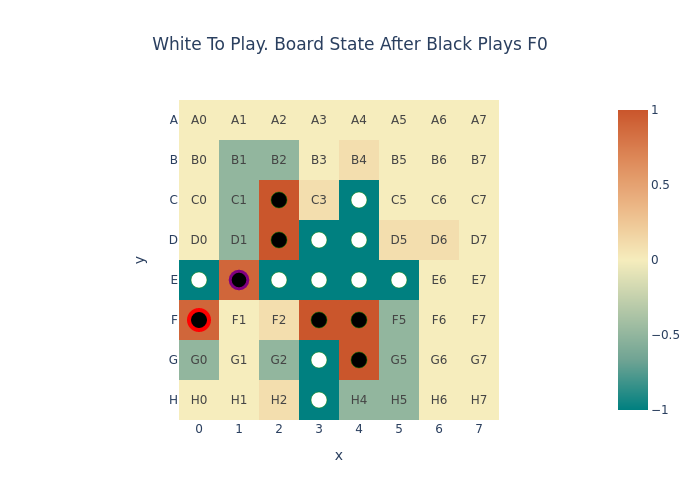 White To Play. Board State After Black Plays F0
A A0 A1 A2 A3 A4 A5 A6 A7
B B0 B1 B2 B3 B4 B5 B6 B7
C C0 C1 C3 C5 C6 C7
D D0 D1 D5 D6 D7
E E6 E7
F F1 F2 F5 F6 F7
G G0 G1 G2 G5 G6 G7
H H0 H1 H2 H4 H5 H6 H7
0 1 2 3 4 5 6 7
x
y
1
0.5
0
−0.5
−1